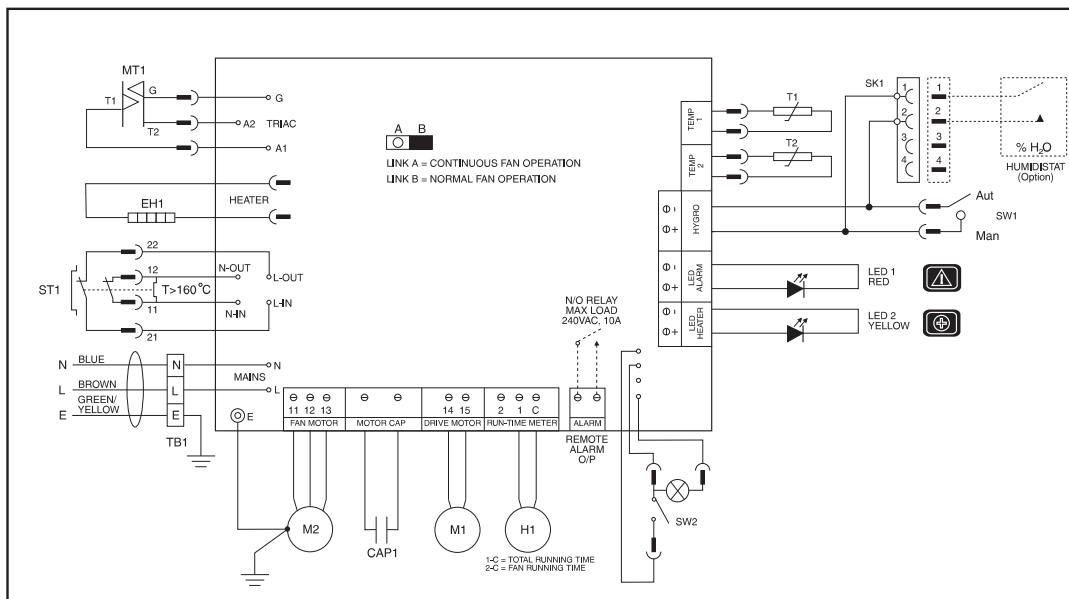 MT1
T1
G
T2
G
A2 TRIAC
A1
HEATER
EH1
22
12
N-OUT
L-OUT
ST1
T>160°C
11
N-IN
L-IN
21
N BLUE N N
MAINS
L BROWN L L
GREEN/
YELLOW
E E E
TB1
A B
LINK A = CONTINUOUS FAN OPERATION
LINK B = NORMAL FAN OPERATION
11 12 13
FAN MOTOR
MOTOR CAP
14 15
DRIVE MOTOR
2 1 C
RUN-TIME METER
ALARM
REMOTE
ALARM
O/P
N/O RELAY
MAX LOAD
240VAC, 10A
M2
CAP1
M1
H1
1-C = TOTAL RUNNING TIME
2-C = FAN RUNNING TIME
SW2
TEMP
1
T1
TEMP
2
T2
HYGRO
-
+
LED
ALARM
-
+
LED
HEATER
-
+
SK1
1 1
2 2
3 3
4 4
% H2O
HUMIDISTAT
(Option)
Aut
SW1
Man
LED 1
RED
LED 2
YELLOW